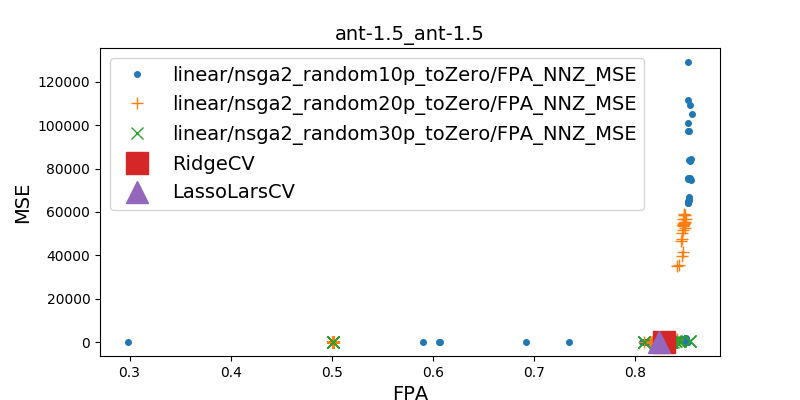 ant-1.5_ant-1.5
120000
100000
80000
60000
40000
20000
0
MSE
linear/nsga2_random10p_toZero/FPA_NNZ_MSE
linear/nsga2_random20p_toZero/FPA_NNZ_MSE
linear/nsga2_random30p_toZero/FPA_NNZ_MSE
RidgeCV
LassoLarsCV
0.3 0.4 0.5 0.6 0.7 0.8
FPA